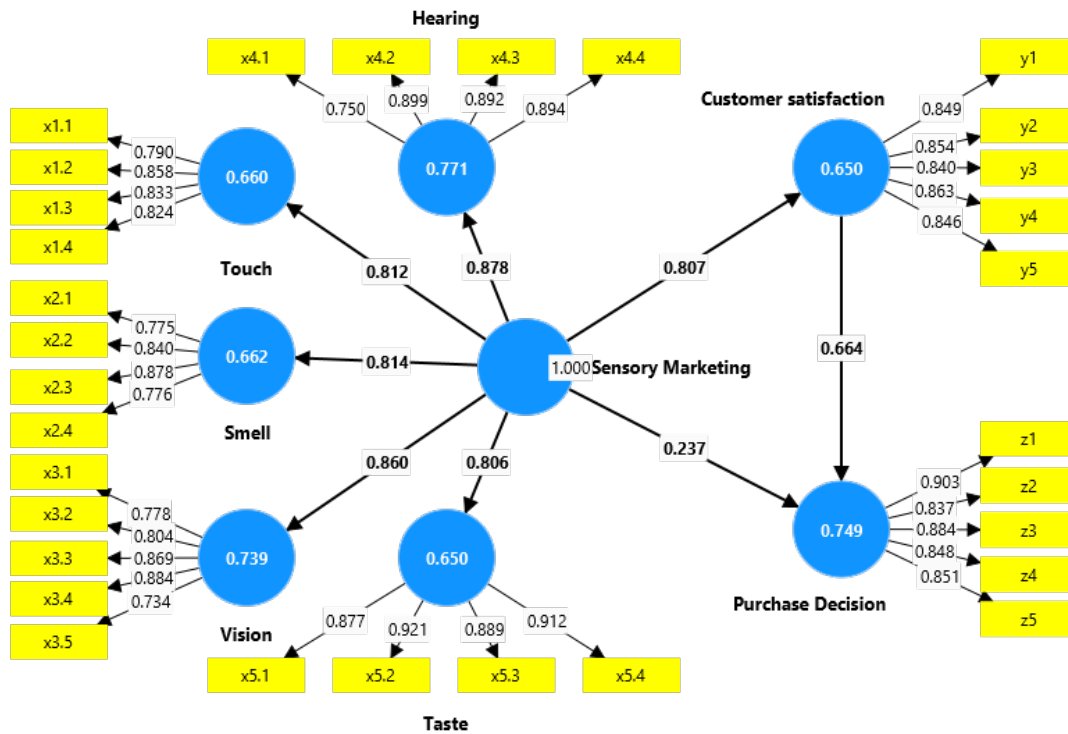 Hearing
x4.1 x4.2 x4.3 x4.4 y1
0.750 0.899 0.892 0.894
Customer satisfaction
0.849
x1.1
x1.2
x1.3
x1.4
0.790
0.858
0.833
0.824
0.660
Touch
0.771
0.650
y2
y3
y4
y5
0.854
0.840
0.863
0.846
0.812
0.878
0.807
x2.1
x2.2
x2.3
x2.4
0.775
0.840
0.878
0.776
0.662
Smell
0.814
1.000
Sensory Marketing
0.664
0.860
0.806
0.237
x3.1
x3.2
x3.3
x3.4
x3.5
0.778
0.804
0.869
0.884
0.734
0.739
Vision
0.650
0.877 0.921 0.889 0.912
x5.1 x5.2 x5.3 x5.4
Taste
0.749
Purchase Decision
0.903
0.837
0.884
0.848
0.851
z1
z2
z3
z4
z5